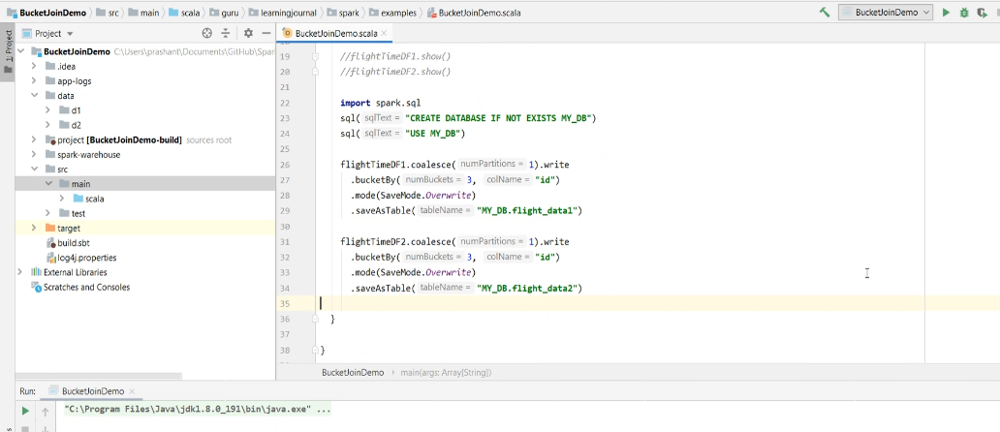 BucketJoinDemo > src > main > scala > guru > learningjournal > spark > examples > BucketJoinDemo.scala
BucketJoinDemo
1: Project
Project
BucketJoinDemo.scala ×
BucketJoinDemo C:\Users\prashant\Documents\GitHub\Spar
.idea
app-logs
data
d1
d2
project [BucketJoinDemo-build] sources root
spark-warehouse
src
main
scala
test
target
build.sbt
log4j.properties
External Libraries
Scratches and Consoles
19 //flightTimeDF1.show()
20 //flightTimeDF2.show()
21
22 import spark.sql
23 sql( sqlText = "CREATE DATABASE IF NOT EXISTS MY_DB")
24 sql( sqlText = "USE MY_DB")
25
26 flightTimeDF1.coalesce( numPartitions = 1).write
27 .bucketBy( numBuckets = 3, colName = "id")
28 .mode(SaveMode.Overwrite)
29 .saveAsTable( tableName = "MY_DB.flight_data1")
30
31 flightTimeDF2.coalesce( numPartitions = 1).write
32 .bucketBy( numBuckets = 3, colName = "id")
33 .mode(SaveMode.Overwrite)
34 .saveAsTable( tableName = "MY_DB.flight_data2")
35
36 }
37
38 }
BucketJoinDemo > main(args: Array[String])
Run: BucketJoinDemo ×
"C:\Program Files\Java\jdk1.8.0_191\bin\java.exe" ...